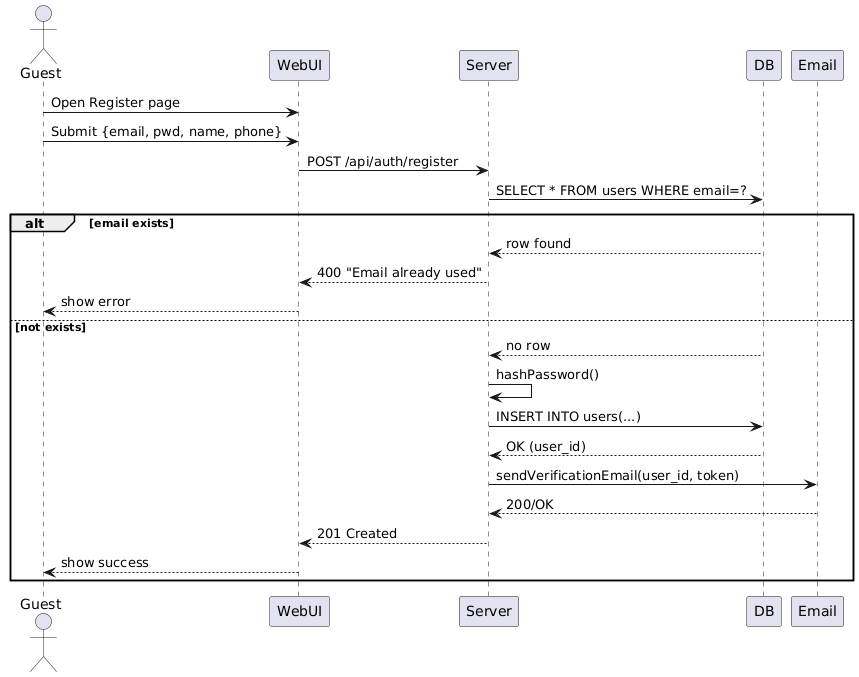 Guest
WebUI
Server
DB
Email
Open Register page
Submit {email, pwd, name, phone}
POST /api/auth/register
SELECT * FROM users WHERE email=?
alt
[email exists]
row found
400 "Email already used"
show error
[not exists]
no row
hashPassword()
INSERT INTO users(...)
OK (user_id)
sendVerificationEmail(user_id, token)
200/OK
201 Created
show success
Guest
WebUI
Server
DB
Email